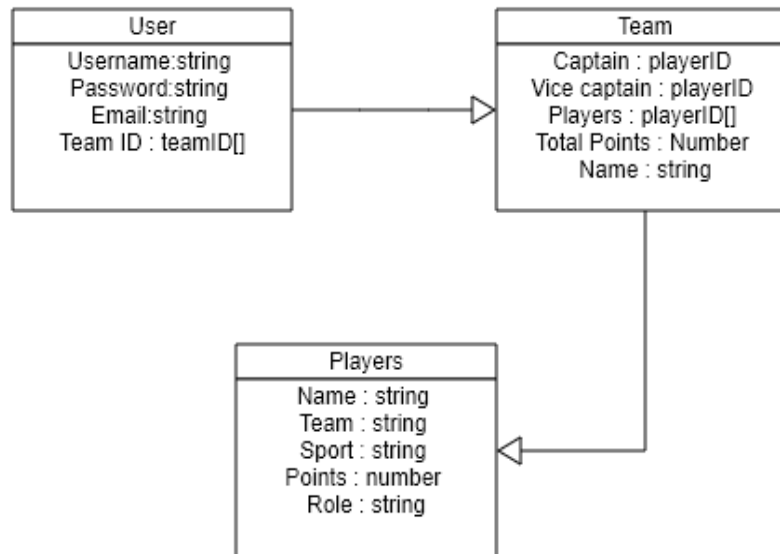 User
Username:string
Password:string
Email:string
Team ID : teamID[]
Team
Captain : playerID
Vice captain : playerID
Players : playerID[]
Total Points : Number
Name : string
Players
Name : string
Team : string
Sport : string
Points : number
Role : string